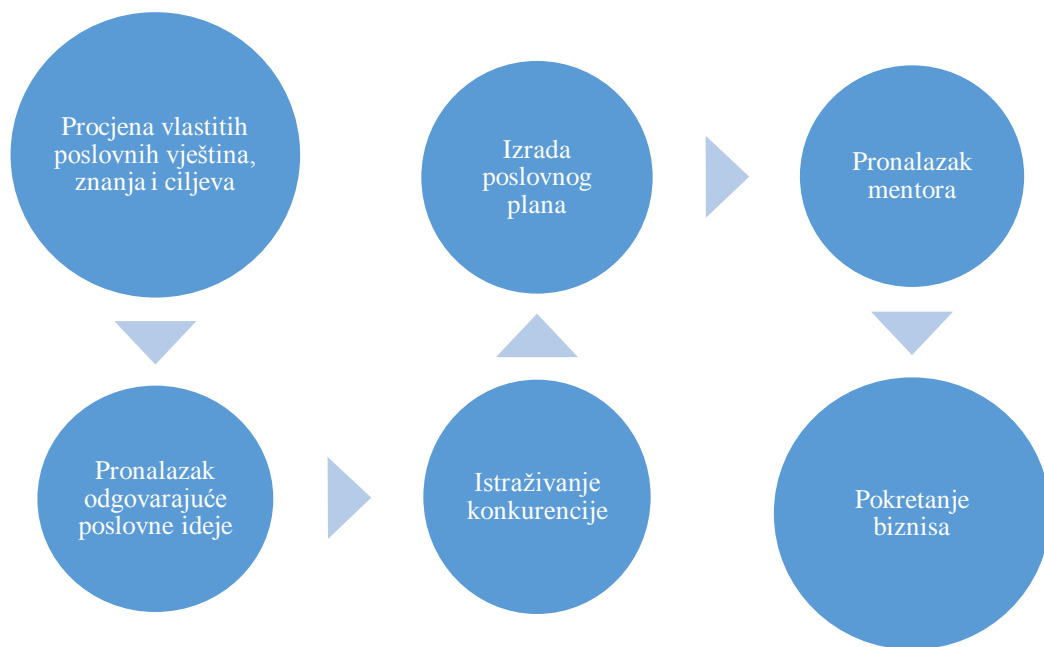 Procjena vlastitih
poslovnih vještina,
znanja i ciljeva
Pronalazak
odgovarajuće
poslovne ideje
Istraživanje
konkurencije
Izrada
poslovnog
plana
Pronalazak
mentora
Pokretanje
biznisa